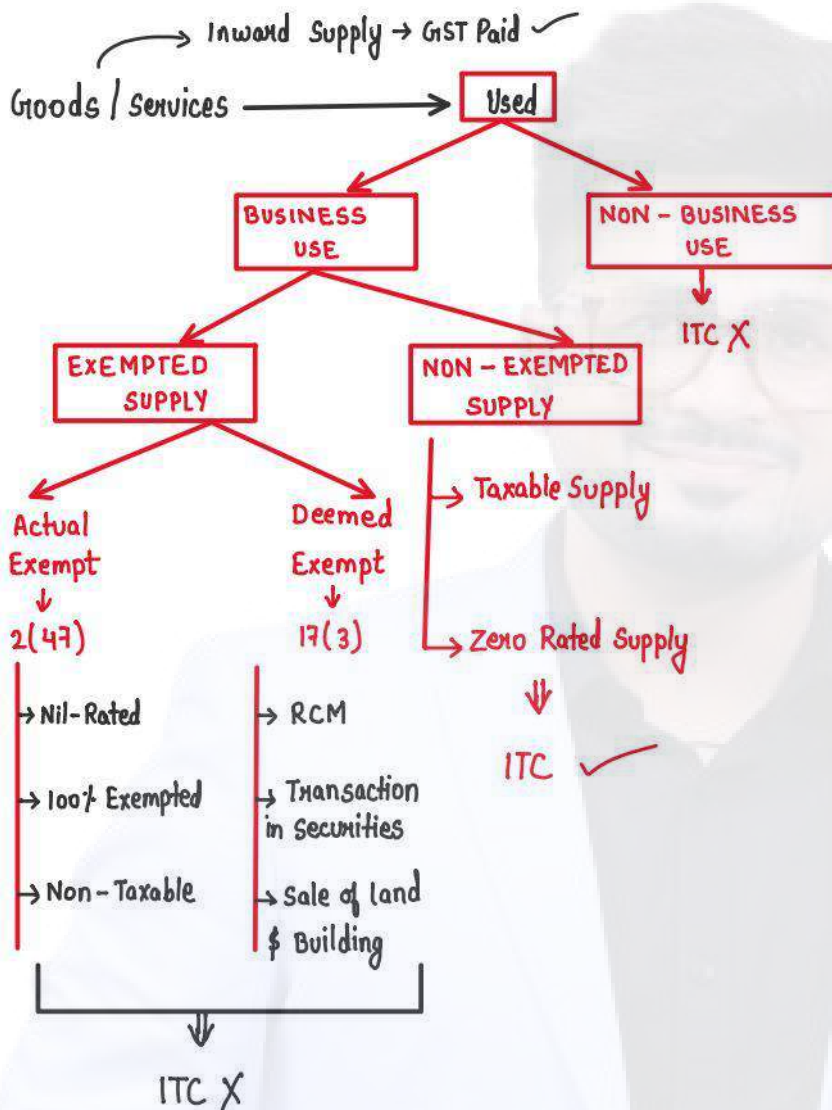 Inward Supply → GST Paid ✓
Goods / Services → Used
BUSINESS
USE
NON - BUSINESS
USE
ITC X
EXEMPTED
SUPPLY
NON - EXEMPTED
SUPPLY
Actual
Exempt
2(47)
→ Nil-Rated
→ 100% Exempted
→ Non-Taxable
Deemed
Exempt
17(3)
→ RCM
→ Transaction
in Securities
→ Sale of land
& Building
ITC X
→ Taxable Supply
→ Zero Rated Supply
ITC ✓